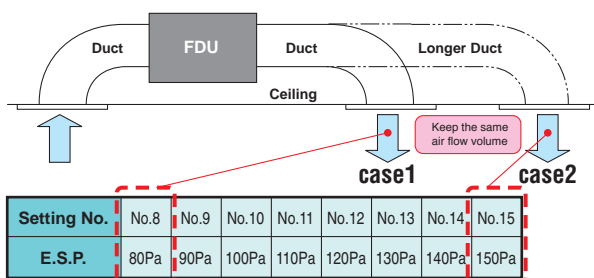 Duct FDU Duct Longer Duct
Ceiling
Keep the same
air flow volume
case1 case2
Setting No. No.8 No.9 No.10 No.11 No.12 No.13 No.14 No.15
E.S.P. 80Pa 90Pa 100Pa 110Pa 120Pa 130Pa 140Pa 150Pa